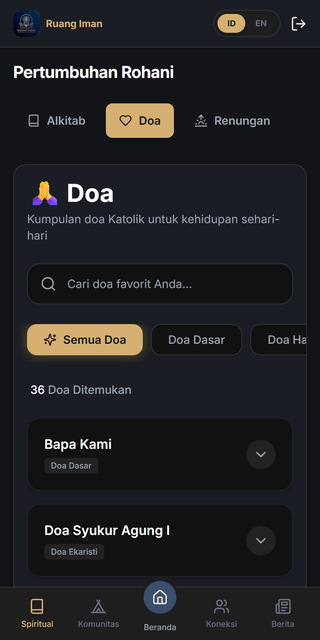 Ruang Iman
ID EN
Pertumbuhan Rohani
Alkitab Doa Renungan
🙏 Doa
Kumpulan doa Katolik untuk kehidupan sehari-
hari
Cari doa favorit Anda...
Semua Doa Doa Dasar Doa Ha
36 Doa Ditemukan
Bapa Kami
Doa Dasar
Doa Syukur Agung I
Doa Ekaristi
Spiritual Komunitas Beranda Koneksi Berita